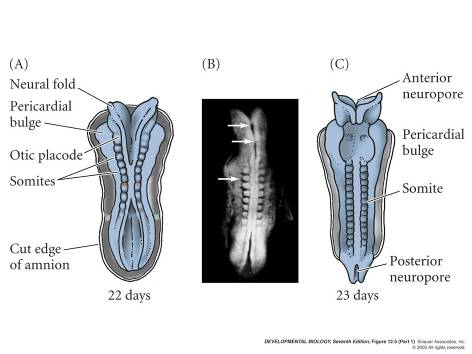 (A)
Neural fold
Pericardial
bulge
Otic placode
Somites
Cut edge
of amnion
22 days
(B)
(C)
Anterior
neuropore
Pericardial
bulge
Somite
Posterior
neuropore
23 days
DEVELOPMENTAL BIOLOGY, Seventh Edition, Figure 12.5 (Part 1) Sinauer Associates, Inc.
© 2003 All rights reserved.